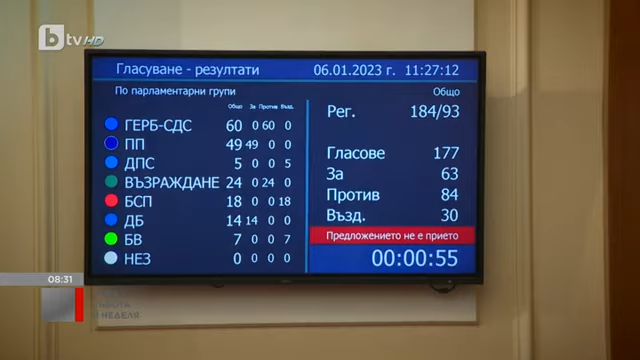 btv HD
Гласуване - резултати 06.01.2023 г. 11:27:12
По парламентарни групи Общо
Общо За Против Възд.
Рег. 184/93
ГЕРБ-СДС 60 0 60 0
ПП 49 49 0 0
ДПС 5 0 0 5
ВЪЗРАЖДАНЕ 24 0 24 0
БСП 18 0 0 18
ДБ 14 14 0 0
БВ 7 0 0 7
НЕЗ 0 0 0 0
Гласове 177
За 63
Против 84
Възд. 30
Предложението не е прието
00:00:55
08:31
НЕДЕЛЯ